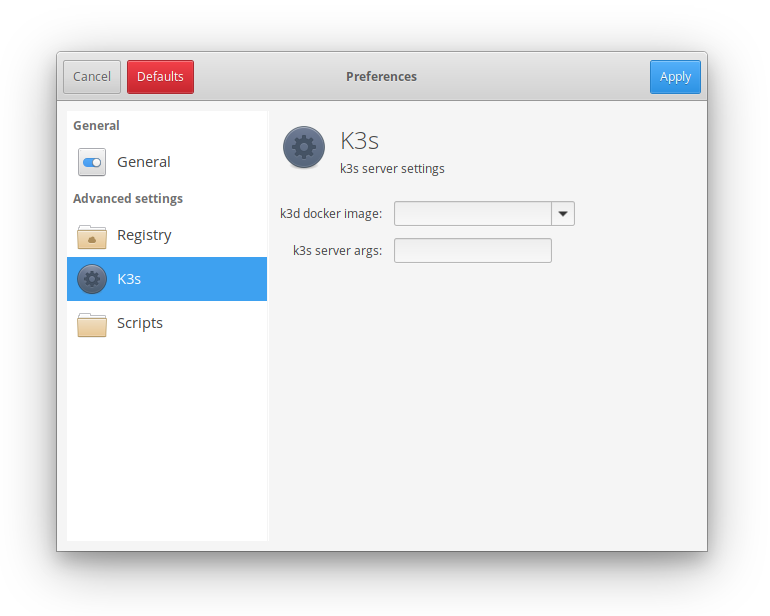 Cancel
Defaults
Preferences
Apply
General
General
Advanced settings
Registry
K3s
Scripts
K3s
k3s server settings
k3d docker image:
k3s server args: